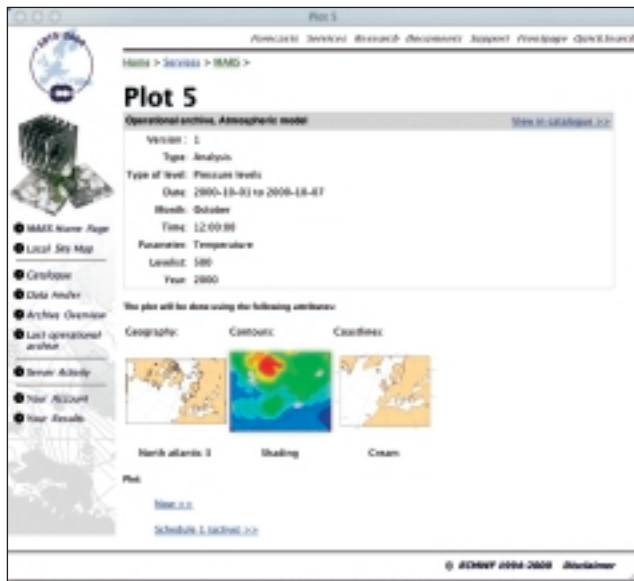 Plot 5
Forecasts Services Research Documents Support Frontpage QuickSearch
Home > Services > MARS >
Plot 5
Operational archive, Atmospheric model View in catalogue >>
Version: 1
Type: Analysis
Type of level: Pressure levels
Date: 2000-10-01 to 2000-10-07
Month: October
Time: 12:00:00
Parameter: Temperature
Levelist: 500
Year: 2000
MARS Home Page
Local Site Map
Catalogue
Data Finder
Archive Overview
Last operational
archive
Server Activity
Your Account
Your Results
The plot will be done using the following attributes:
Geography: Contours: Coastlines:
North atlantic 3 Shading Cream
Plot:
Now >>
Schedule 1 (active) >>
© ECMWF 1994-2000 Disclaimer